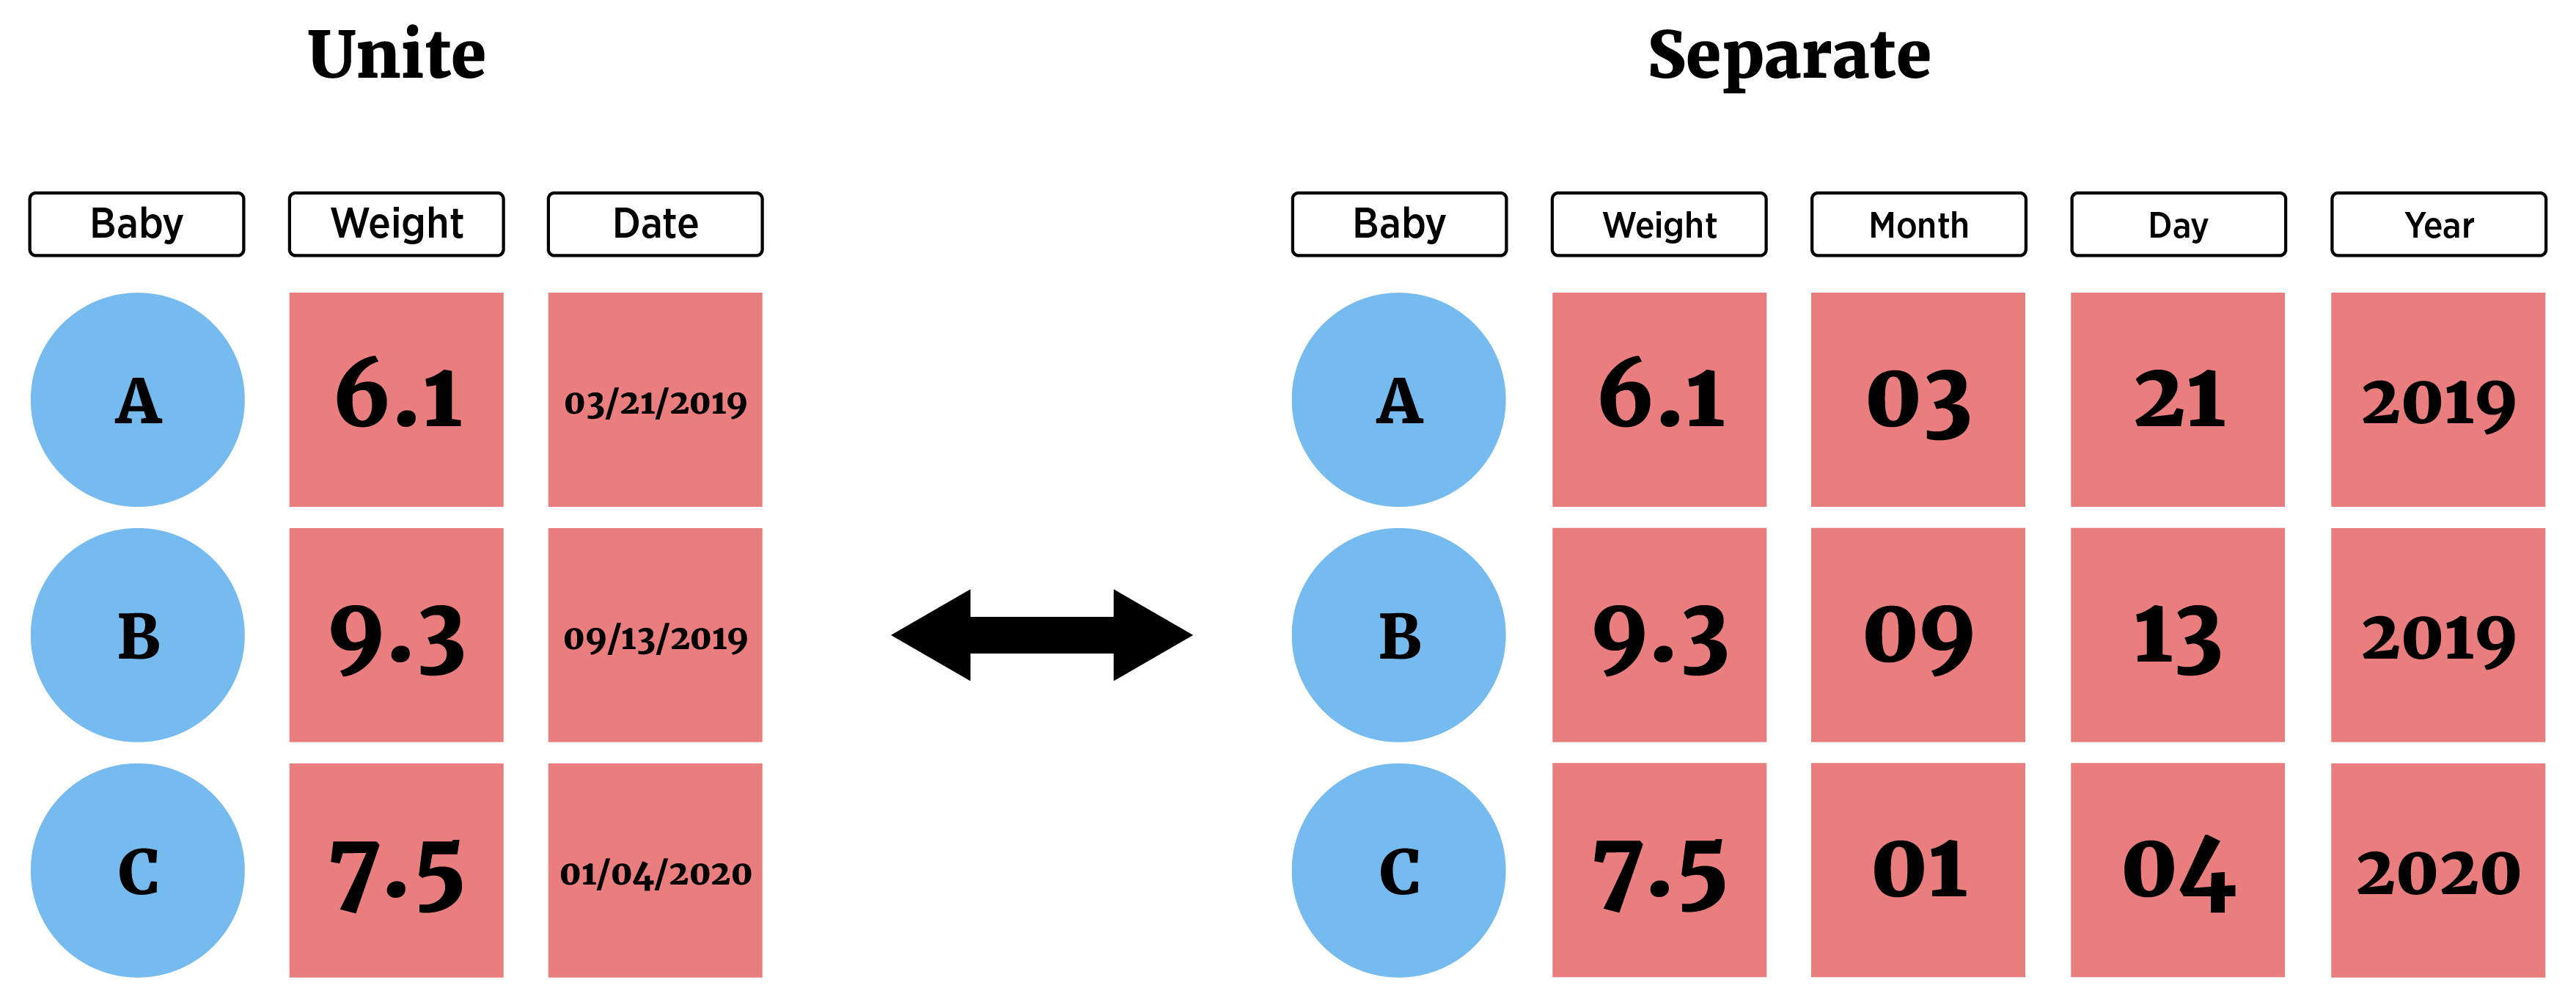 Unite Separate
Baby Weight Date Baby Weight Month Day Year
A 6.1 03/21/2019 A 6.1 03 21 2019
B 9.3 09/13/2019 B 9.3 09 13 2019
C 7.5 01/04/2020 C 7.5 01 04 2020